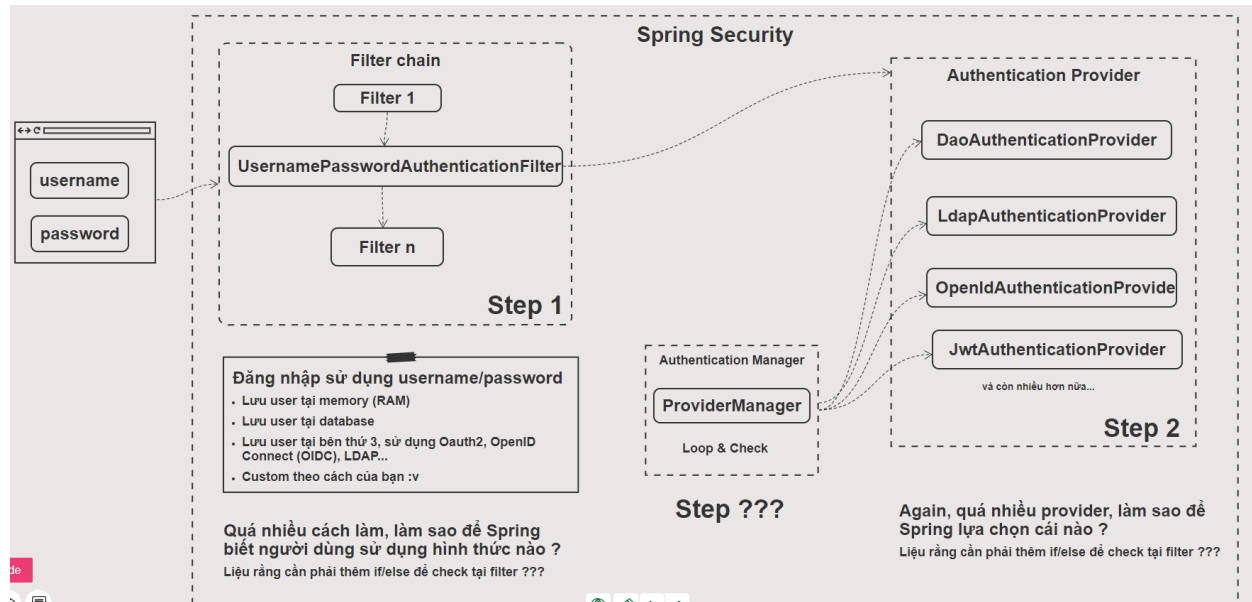 Spring Security
Filter chain
Filter 1
UsernamePasswordAuthenticationFilter
Filter n
Step 1
username
password
Authentication Provider
DaoAuthenticationProvider
LdapAuthenticationProvider
OpenIdAuthenticationProvide
JwtAuthenticationProvider
và còn nhiều hơn nữa...
Step 2
Authentication Manager
ProviderManager
Loop & Check
Step ???
Đăng nhập sử dụng username/password
Lưu user tại memory (RAM)
Lưu user tại database
Lưu user tại bên thứ 3, sử dụng Oauth2, OpenID
Connect (OIDC), LDAP...
Custom theo cách của bạn :v
Quá nhiều cách làm, làm sao để Spring
biết người dùng sử dụng hình thức nào ?
Liệu rằng cần phải thêm if/else để check tại filter ???
Again, quá nhiều provider, làm sao để
Spring lựa chọn cái nào ?
Liệu rằng cần phải thêm if/else để check tại filter ???
de